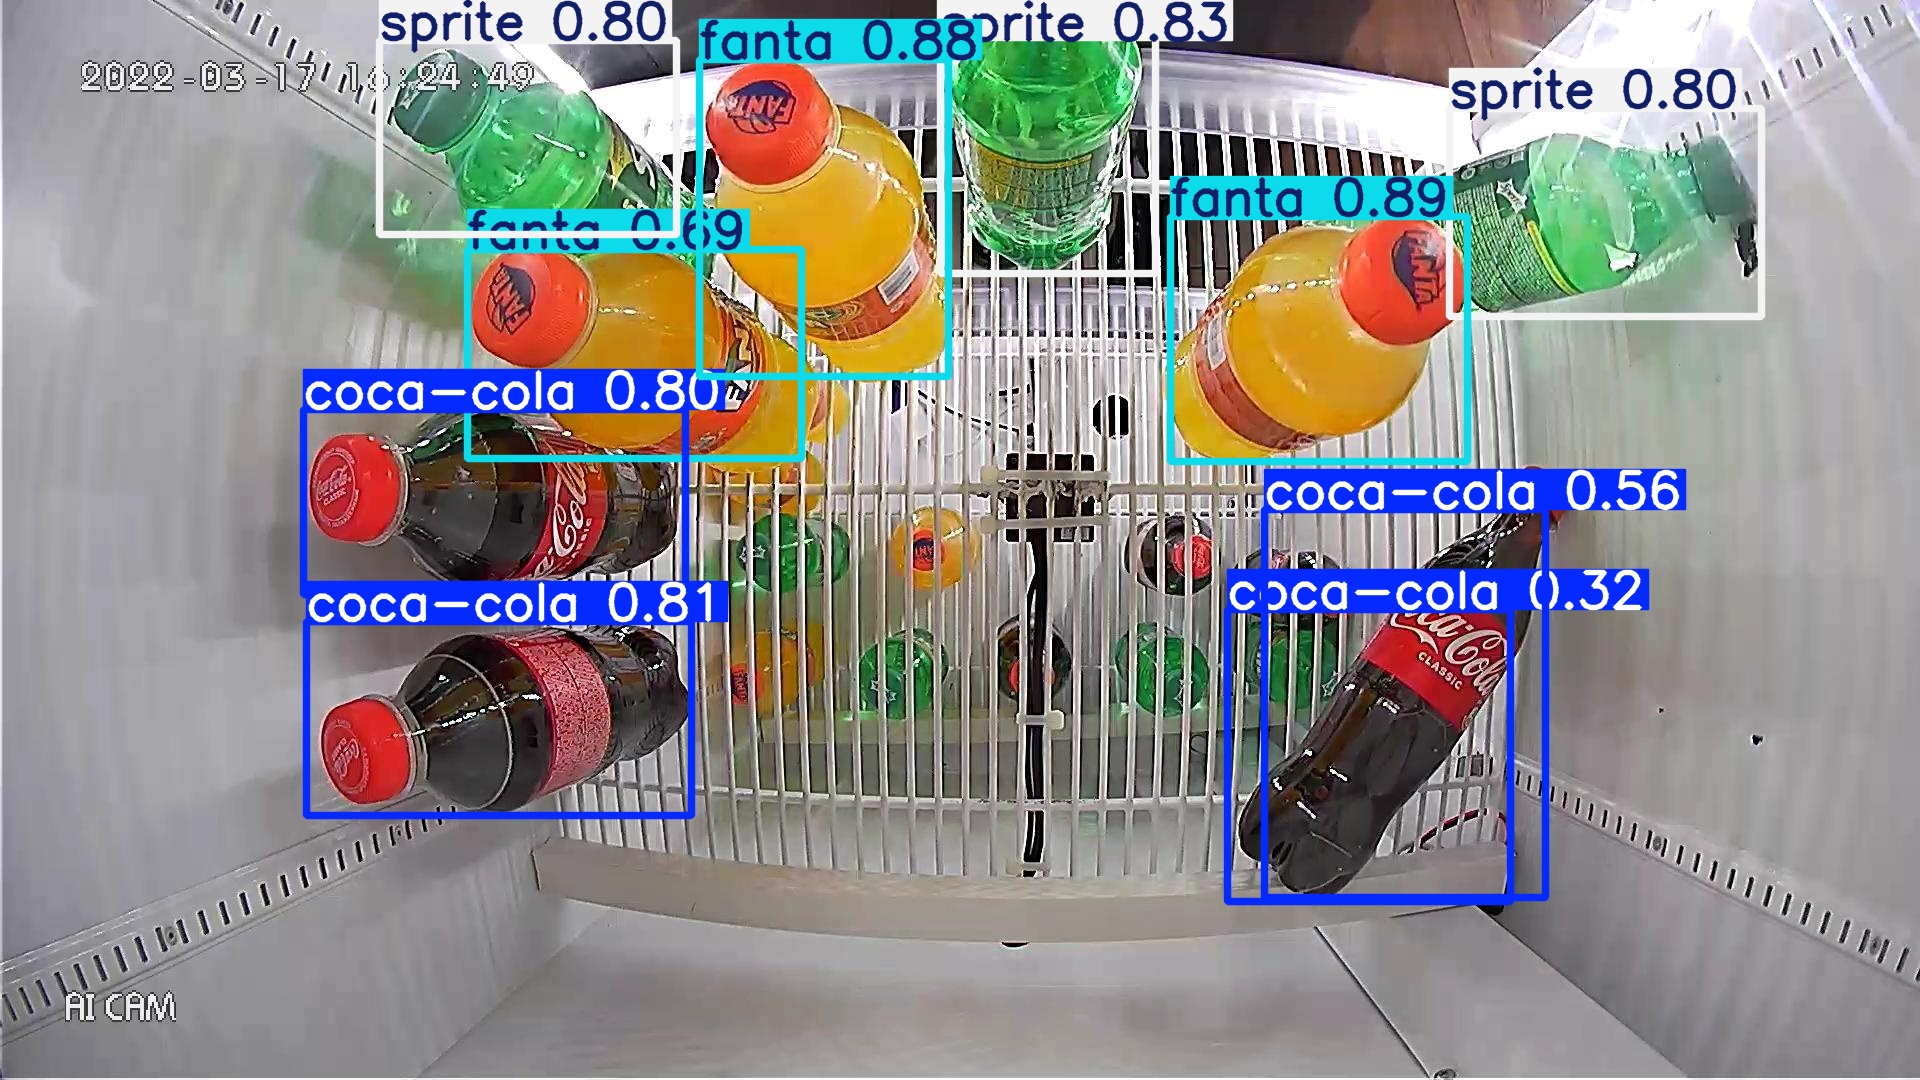 sprite 0.80
fanta 0.88
sprite 0.83
2022-03-17 16:24:49
sprite 0.80
fanta 0.89
fanta 0.69
FANTA
FANTA
FANTA
coca-cola 0.80
Coca-Cola
CLASSIC
coca-cola 0.56
coca-cola 0.81
coca-cola 0.32
Coca-Cola
CLASSIC
AI CAM